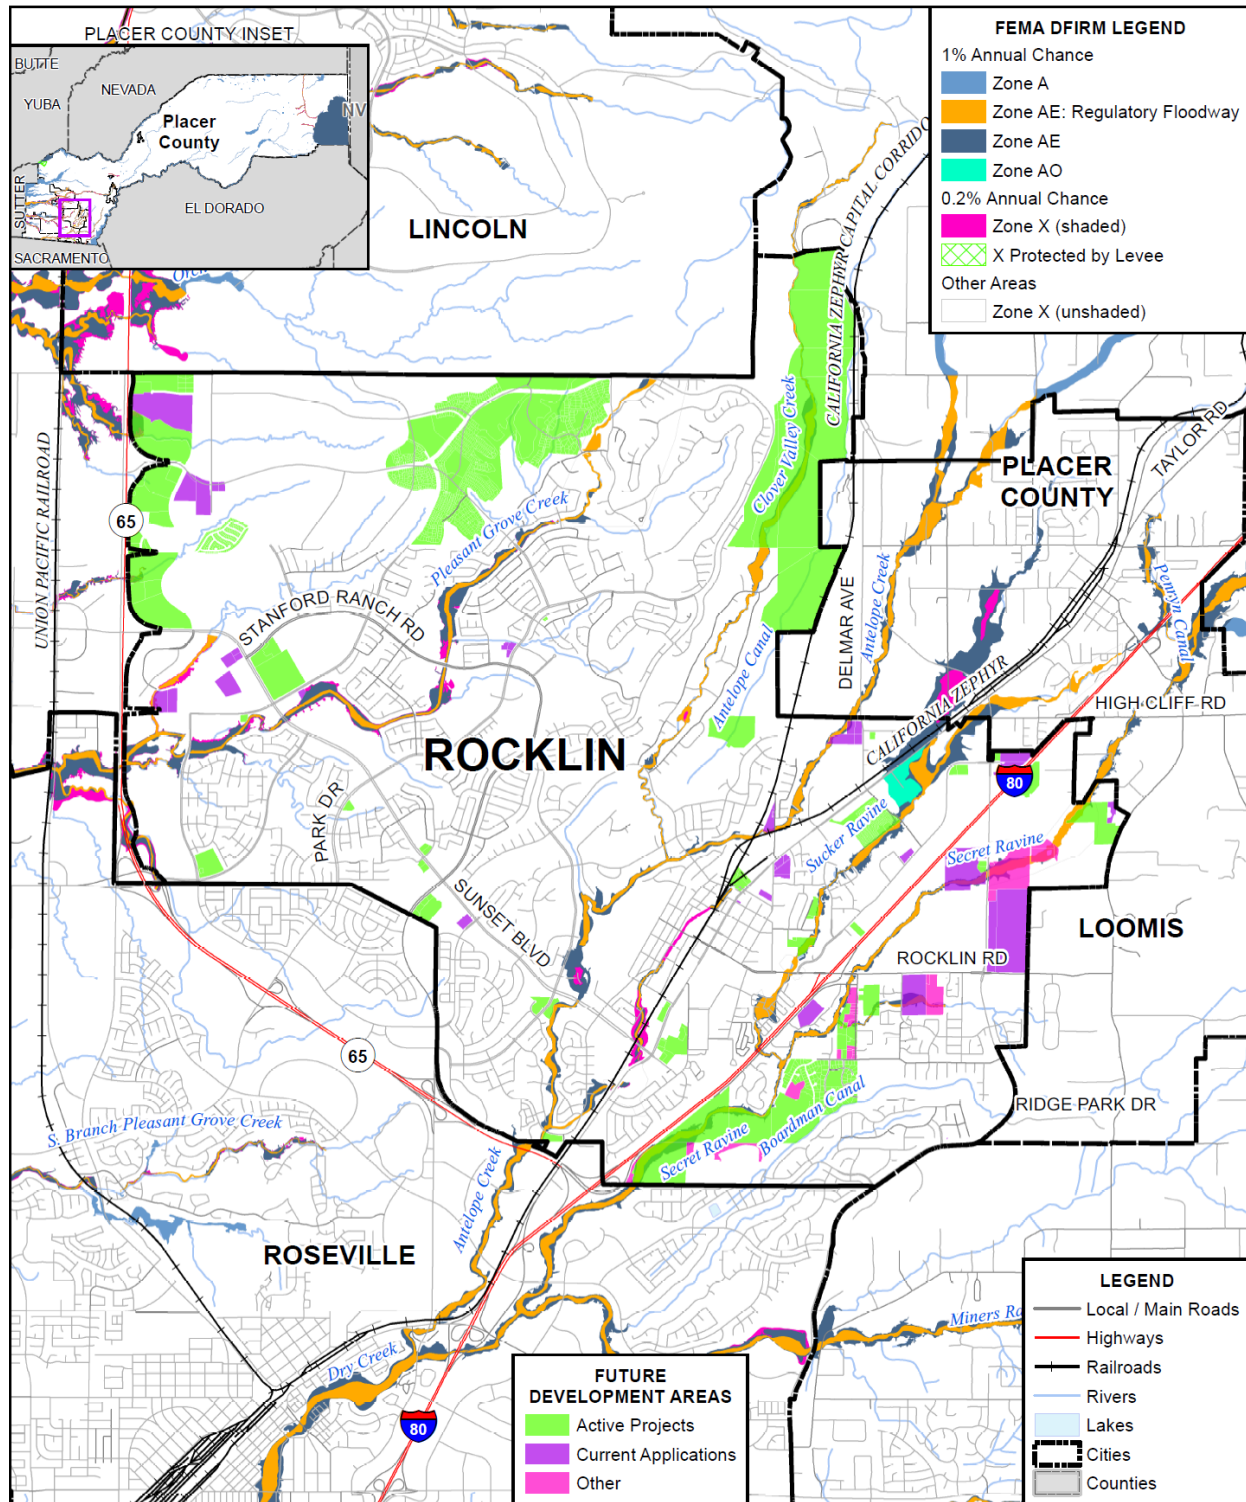 PLACER COUNTY INSET
BUTTE
YUBA
NEVADA
Placer
County
NV
SUTTER
EL DORADO
SACRAMENTO
FEMA DFIRM LEGEND
1% Annual Chance
Zone A
Zone AE: Regulatory Floodway
Zone AE
Zone AO
0.2% Annual Chance
Zone X (shaded)
X Protected by Levee
Other Areas
Zone X (unshaded)
LINCOLN
CALIFORNIA ZEPHYR CAPITAL CORRIDO
CALIFORNIA ZEPHYR
Clover Valley Creek
PLACER
COUNTY
TAYLOR RD
UNION PACIFIC RAILROAD
65
Pleasant Grove Creek
STANFORD RANCH RD
Antelope Canal
DELMAR AVE
Antelope Creek
Penryn Canal
HIGH CLIFF RD
CALIFORNIA ZEPHYR
ROCKLIN
80
PARK DR
Sucker Ravine
Secret Ravine
SUNSET BLVD
LOOMIS
ROCKLIN RD
65
Boardman Canal
Secret Ravine
RIDGE PARK DR
S. Branch Pleasant Grove Creek
Antelope Creek
ROSEVILLE
Dry Creek
Miners Ra
80
FUTURE
DEVELOPMENT AREAS
Active Projects
Current Applications
Other
LEGEND
Local / Main Roads
Highways
Railroads
Rivers
Lakes
Cities
Counties